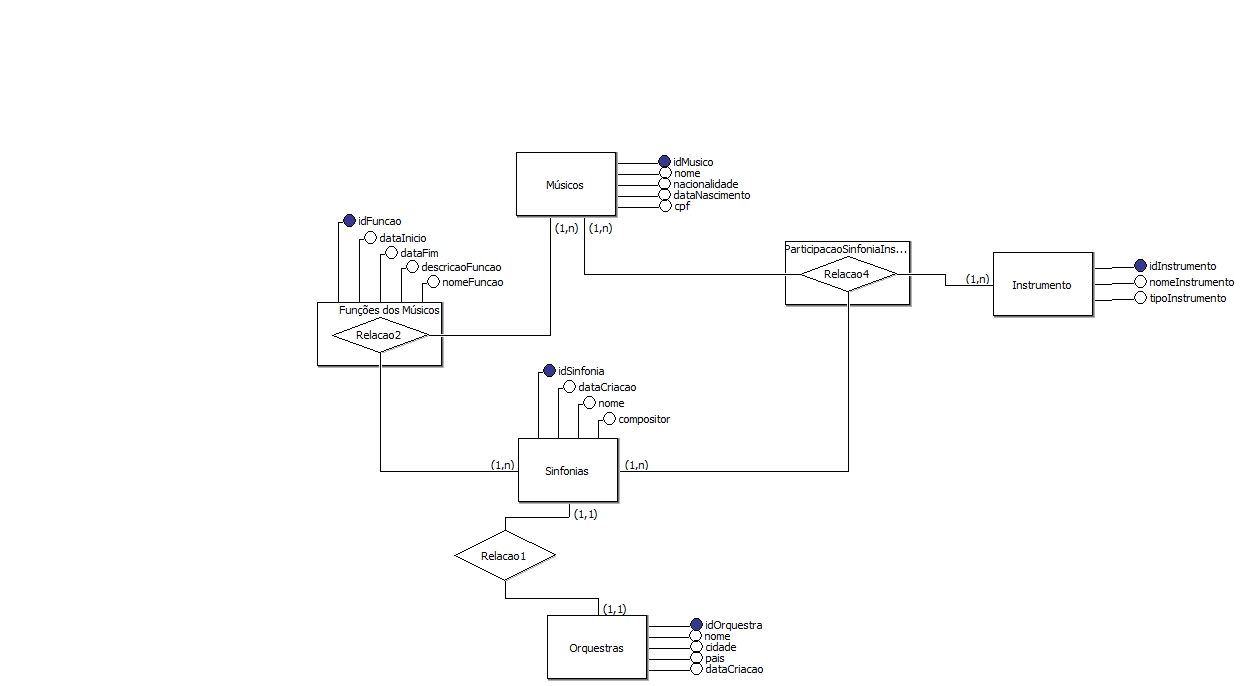 idMusico
nome
nacionalidade
dataNascimento
cpf
Músicos
(1,n)
(1,n)
idFuncao
dataInicio
dataFim
descricaoFuncao
nomeFuncao
Funções dos Músicos
Relacao2
ParticipacaoSinfoniaIns...
Relacao4
(1,n)
Instrumento
idInstrumento
nomeInstrumento
tipoInstrumento
idSinfonia
dataCriacao
nome
compositor
(1,n)
Sinfonias
(1,n)
(1,1)
Relacao1
(1,1)
Orquestras
idOrquestra
nome
cidade
pais
dataCriacao